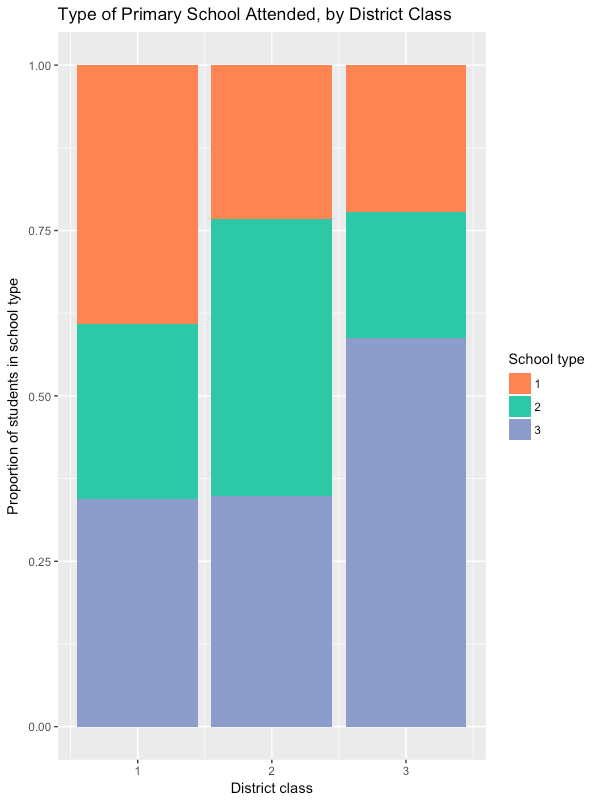 Type of Primary School Attended, by District Class
Proportion of students in school type
1.00
0.75
0.50
0.25
0.00
1
2
3
District class
School type
1
2
3